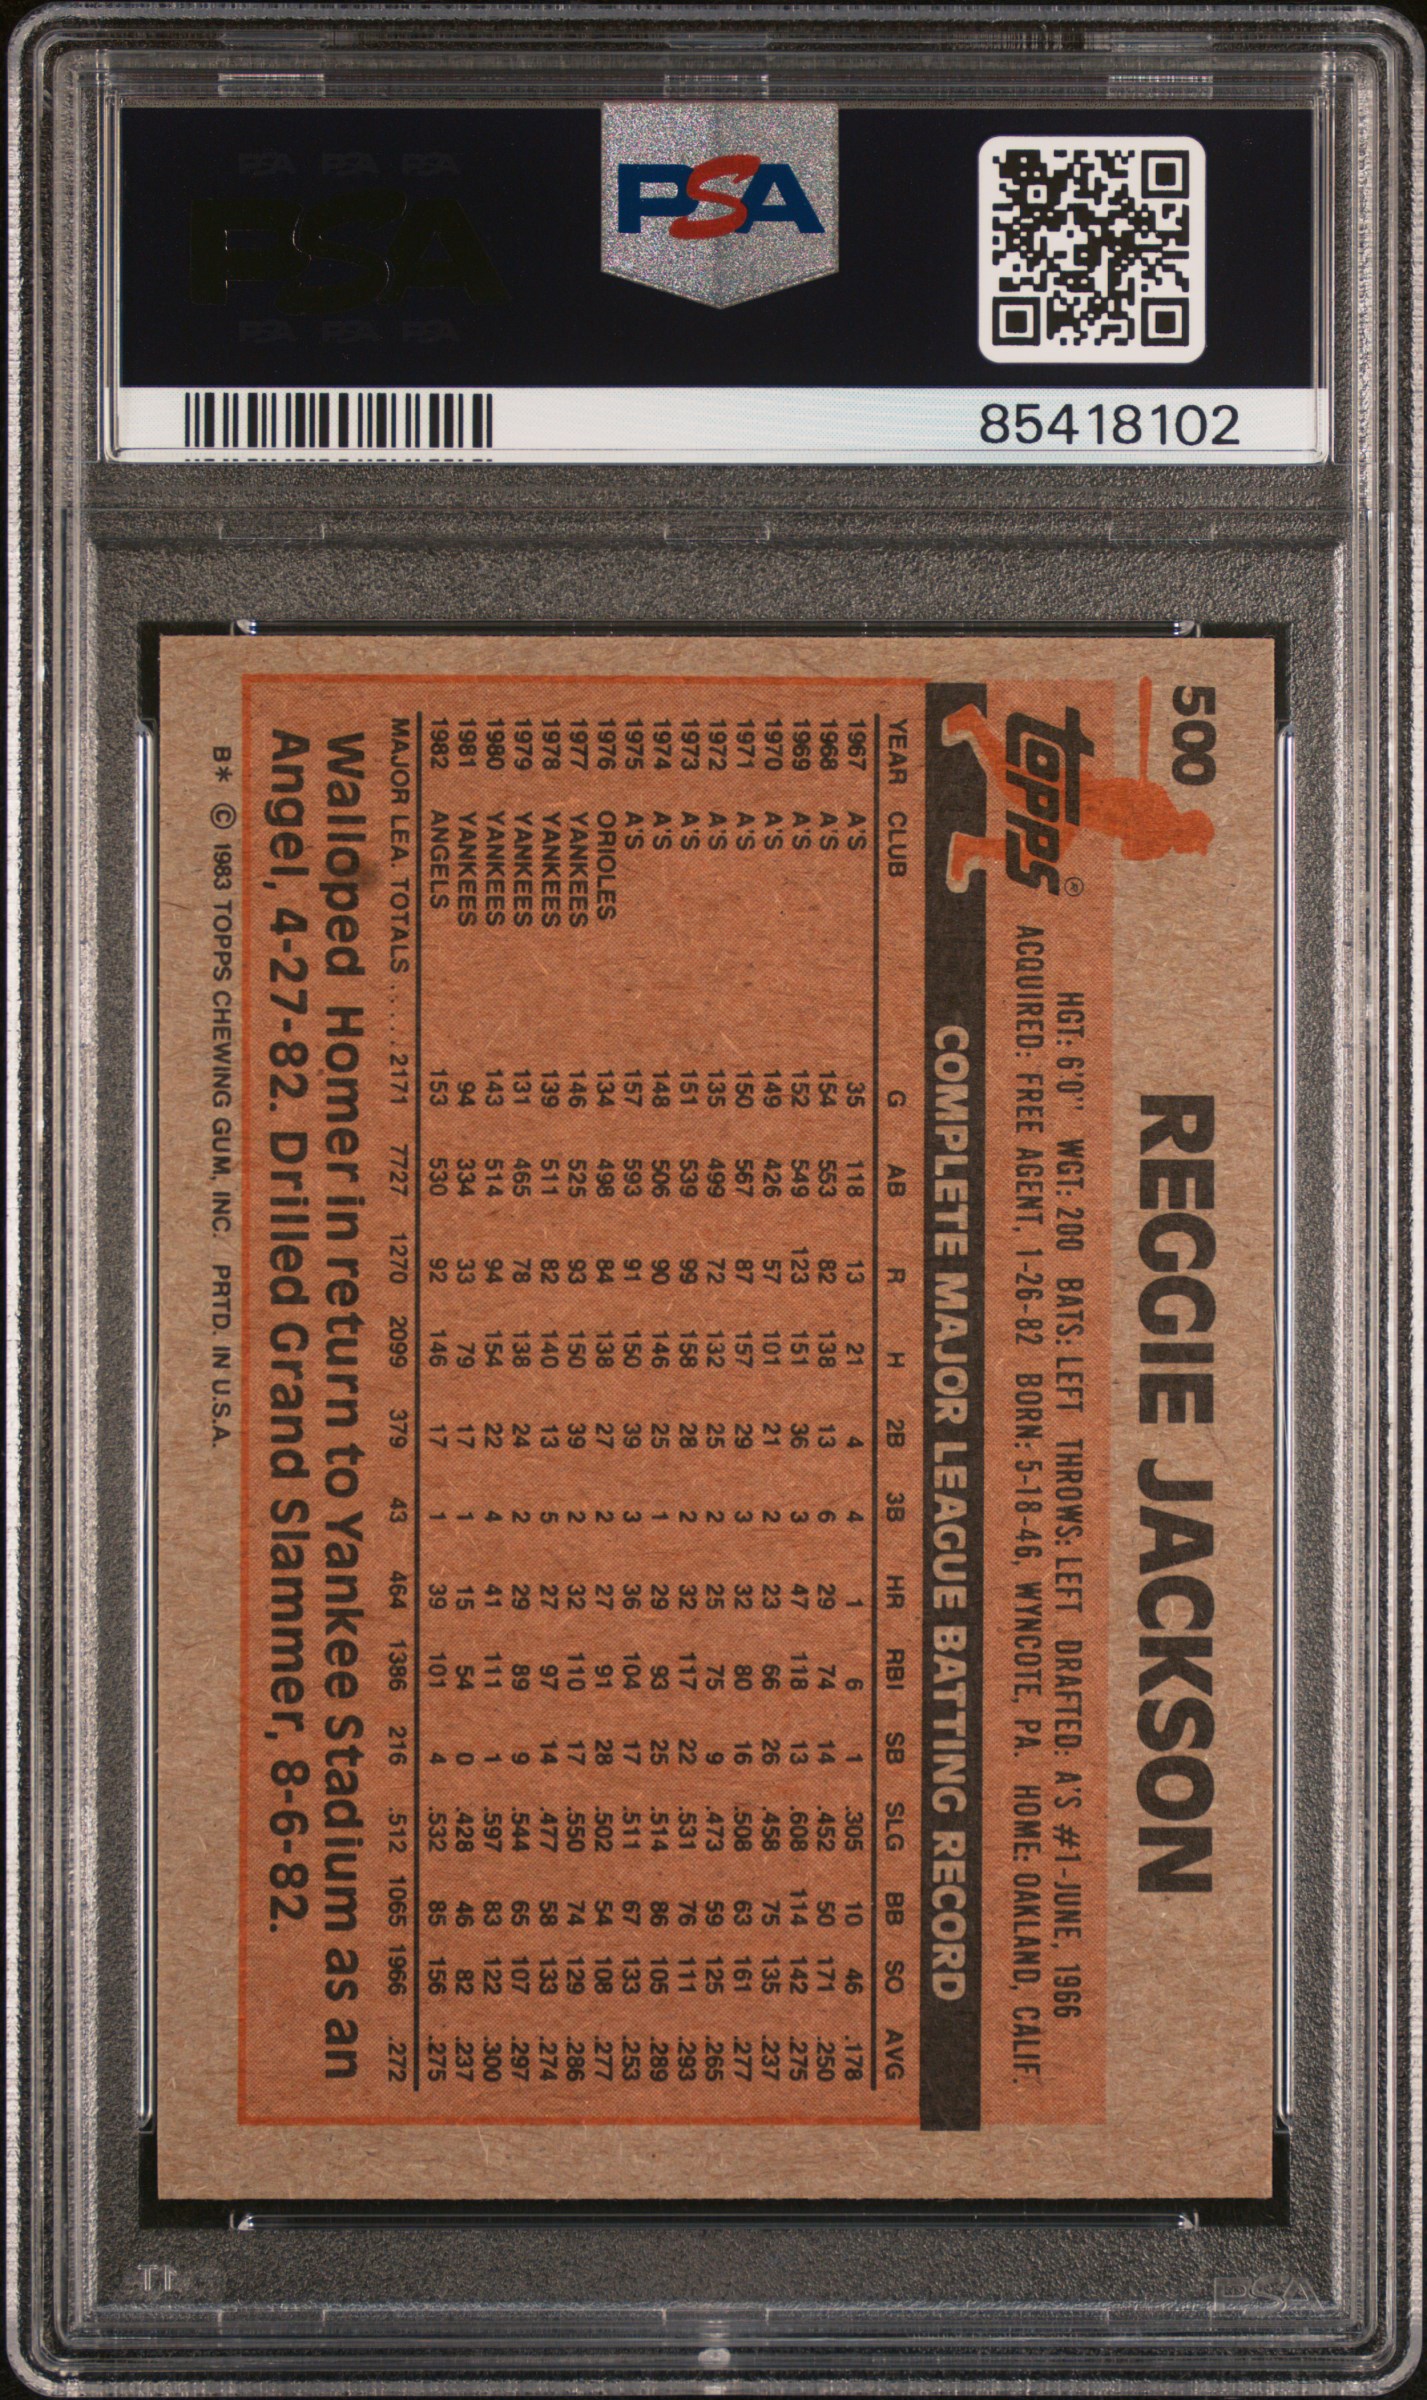 PSA PSA PSA
PSA
PSA PSA PSA
PSA
85418102
500
REGGIE JACKSON
topps®
HGT: 6'0" WGT: 200 BATS: LEFT THROWS: LEFT DRAFTED: A'S #1-JUNE, 1966
ACQUIRED: FREE AGENT, 1-26-82 BORN: 5-18-46, WYNCOTE, PA. HOME: OAKLAND, CALIF.
COMPLETE MAJOR LEAGUE BATTING RECORD
YEAR CLUB G AB R H 2B 3B HR RBI SB SLG BB SO AVG
1967 A'S 35 118 13 21 4 4 1 6 1 .305 10 46 .178
1968 A'S 154 553 82 138 13 6 29 74 14 .452 50 171 .250
1969 A'S 152 549 123 151 36 3 47 118 13 .608 114 142 .275
1970 A'S 149 426 57 101 21 2 23 66 26 .458 75 135 .237
1971 A'S 150 567 87 157 29 3 32 80 16 .508 63 161 .277
1972 A'S 135 499 72 132 25 2 25 75 9 .473 59 125 .265
1973 A'S 151 539 99 158 28 2 32 117 22 .531 76 111 .293
1974 A'S 148 506 90 146 25 1 29 93 25 .514 86 105 .289
1975 A'S 157 593 91 150 39 3 36 104 17 .511 67 133 .253
1976 ORIOLES 134 498 84 138 27 2 27 91 28 .502 54 108 .277
1977 YANKEES 146 525 93 150 39 2 32 110 17 .550 74 129 .286
1978 YANKEES 139 511 82 140 13 5 27 97 14 .477 58 133 .274
1979 YANKEES 131 465 78 138 24 2 29 89 9 .544 65 107 .297
1980 YANKEES 143 514 94 154 22 4 41 111 1 .597 83 122 .300
1981 YANKEES 94 334 33 79 17 1 15 54 0 .428 46 82 .237
1982 ANGELS 153 530 92 146 17 1 39 101 4 .532 85 156 .275
MAJOR LEA. TOTALS ..... 2171 7727 1270 2099 379 43 464 1386 216 .512 1065 1966 .272
Walloped Homer in return to Yankee Stadium as an
Angel, 4-27-82. Drilled Grand Slammer, 8-6-82.
B* © 1983 TOPPS CHEWING GUM, INC. PRTD. IN U.S.A.
PSA